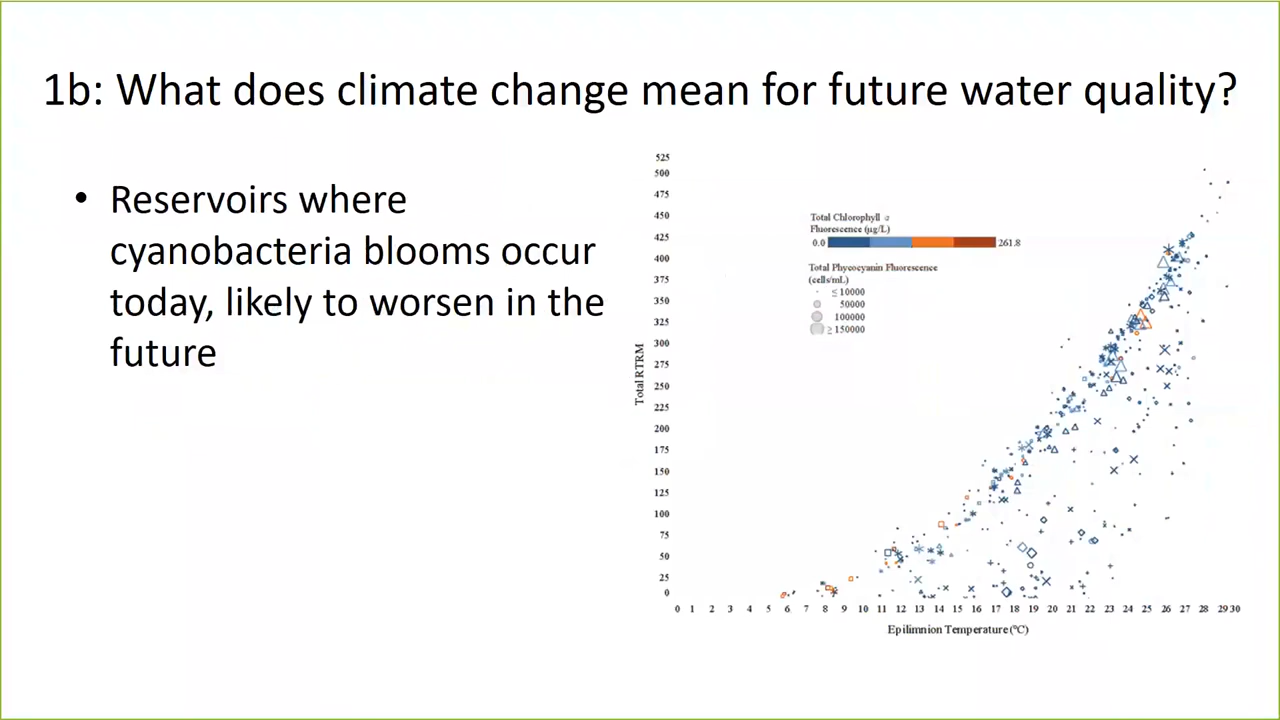 1b: What does climate change mean for future water quality?
• Reservoirs where
cyanobacteria blooms occur
today, likely to worsen in the
future
525
500
475
450
425
400
375
350
325
300
275
250
225
200
175
150
125
100
75
50
25
0
Total RTRM
Total Chlorophyll a
Fluorescence (µg/L)
0.0 261.8
Total Phycocyanin Fluorescence
(cells/mL)
≤ 10000
50000
100000
≥ 150000
0 1 2 3 4 5 6 7 8 9 10 11 12 13 14 15 16 17 18 19 20 21 22 23 24 25 26 27 28 29 30
Epilimnion Temperature (°C)